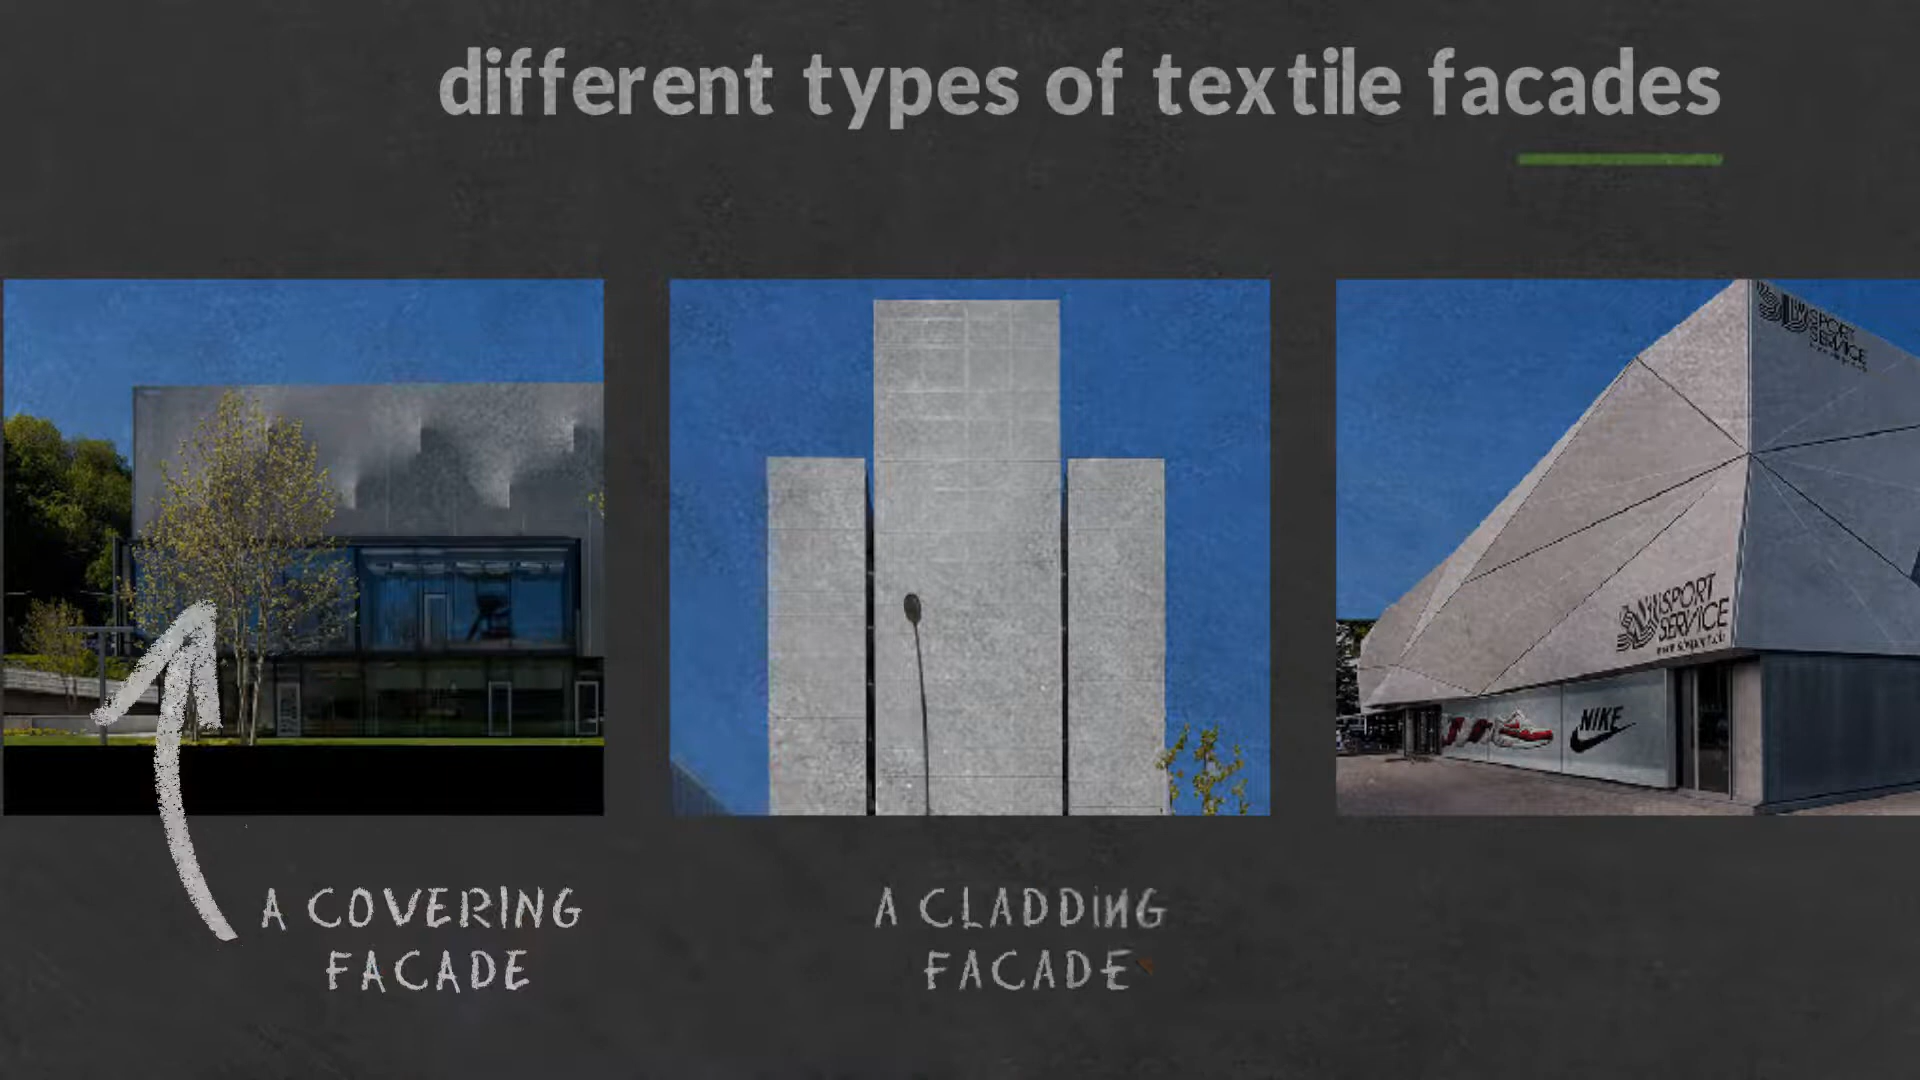 different types of textile facades
SPORT
SERVICE
SPORT
SERVICE
NIKE
A COVERING
FACADE
A CLADDING
FACADE